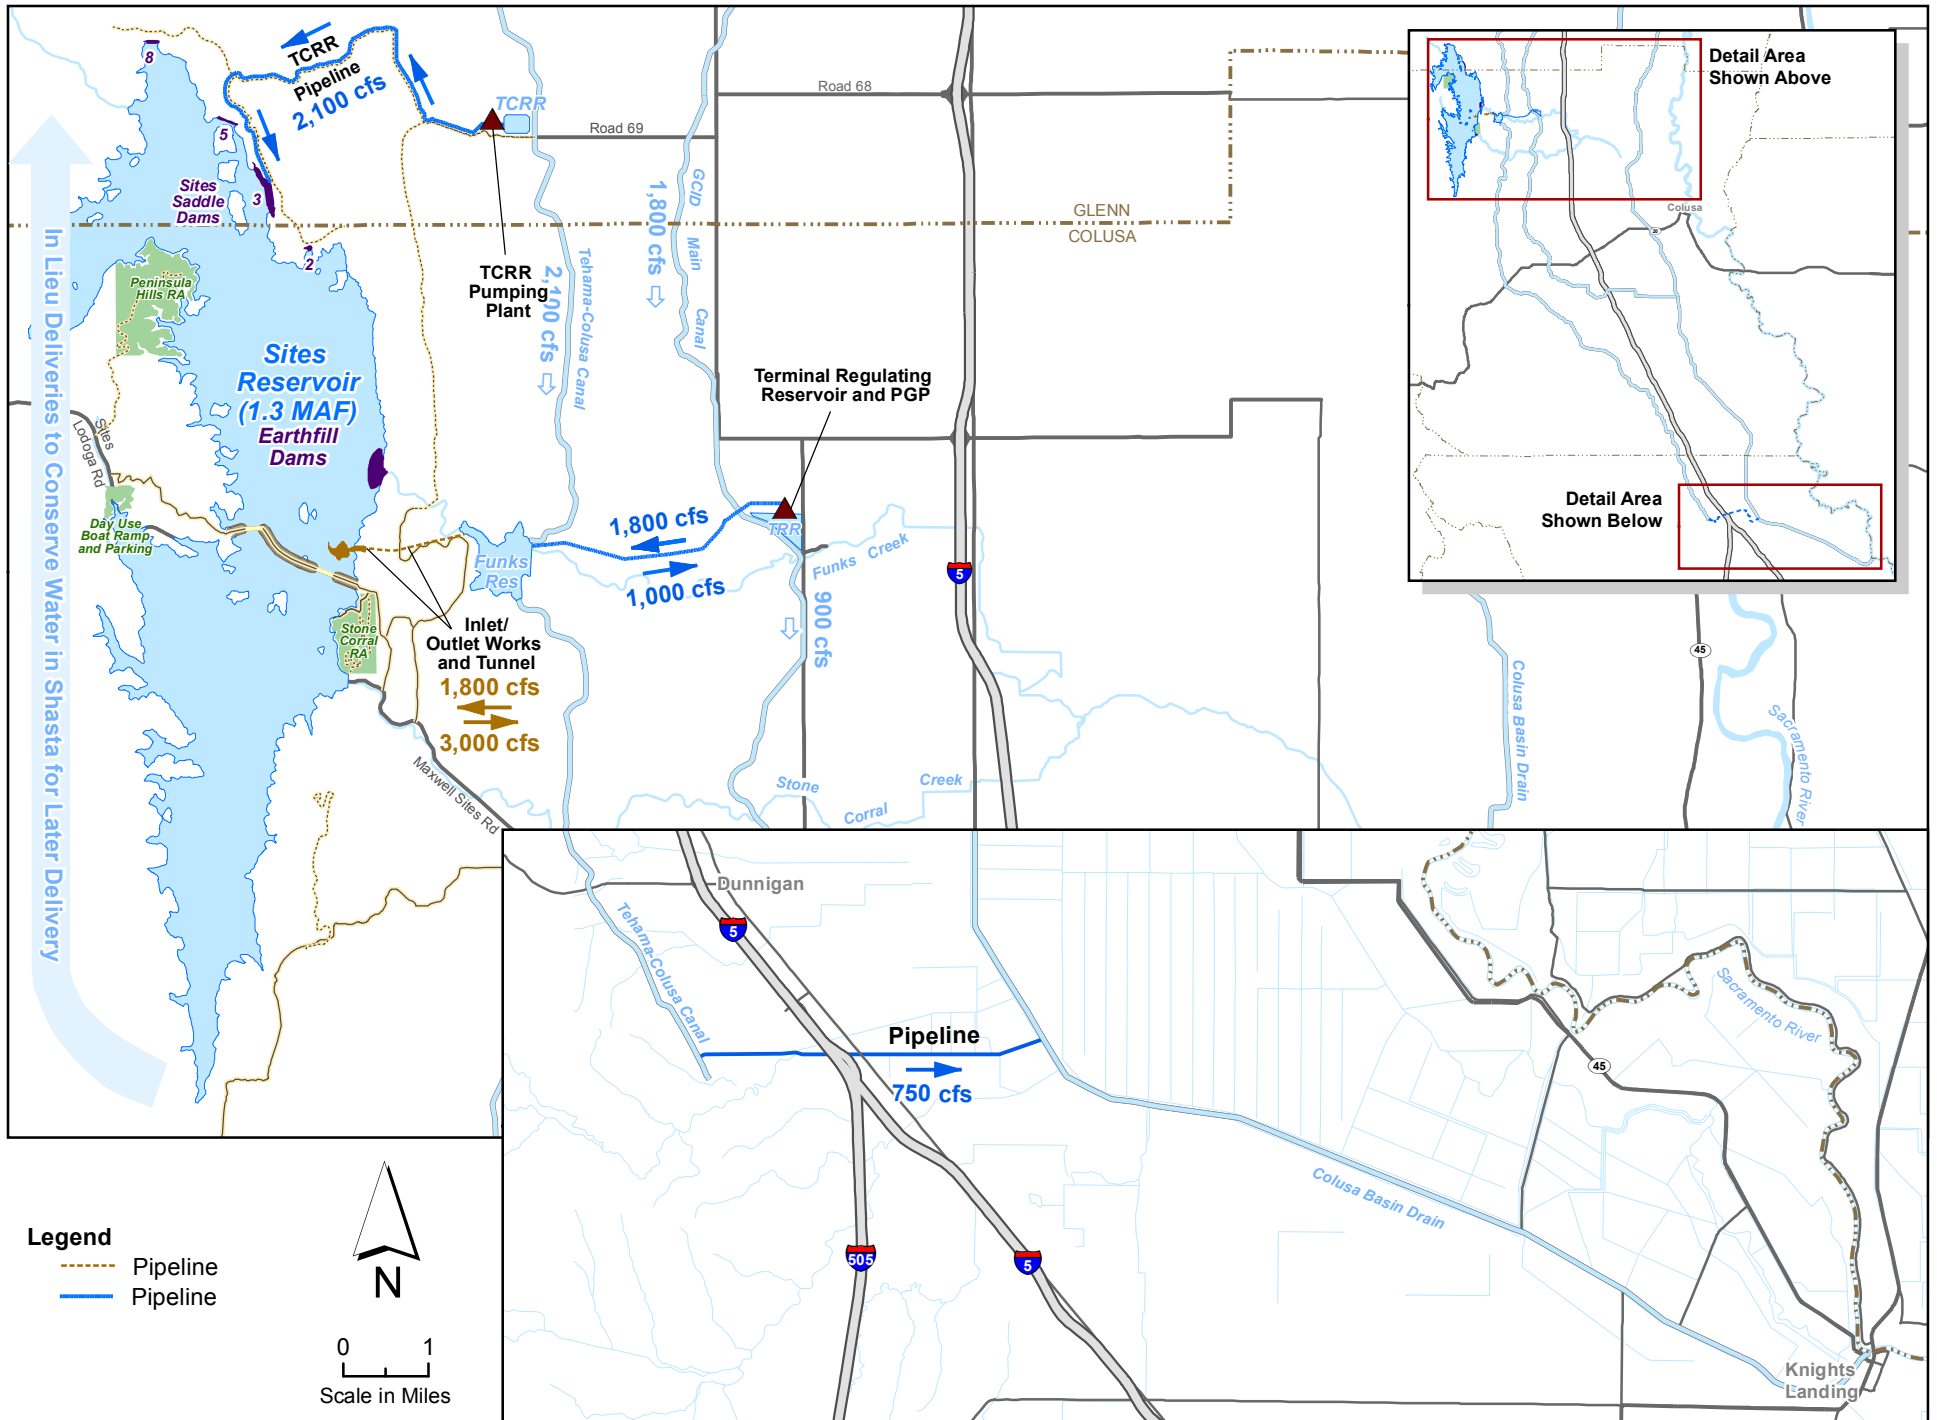 8
TCRR
Pipeline
2,100 cfs
TCRR
Road 68
Road 69
5
3
Sites
Saddle
Dams
2
GLENN
COLUSA
1,800 cfs
GCID Main Canal
Tehama-Colusa Canal
2,100 cfs
TCRR
Pumping
Plant
Peninsula
Hills RA
In Lieu Deliveries to Conserve Water in Shasta for Later Delivery
Sites
Reservoir
(1.3 MAF)
Earthfill
Dams
Terminal Regulating
Reservoir and PGP
Sites
Lodoga Rd
Day Use
Boat Ramp
and Parking
Funks
Res
1,800 cfs
1,000 cfs
TRR
Funks Creek
900 cfs
5
Stone
Corral
RA
Inlet/
Outlet Works
and Tunnel
1,800 cfs
3,000 cfs
Maxwell Sites Rd
Stone Corral Creek
Colusa Basin Drain
45
Sacramento River
Detail Area
Shown Above
Colusa
20
Detail Area
Shown Below
Dunnigan
5
Tehama-Colusa Canal
Pipeline
750 cfs
Sacramento River
45
Colusa Basin Drain
505
5
Knights
Landing
Legend
Pipeline
Pipeline
N
0 1
Scale in Miles